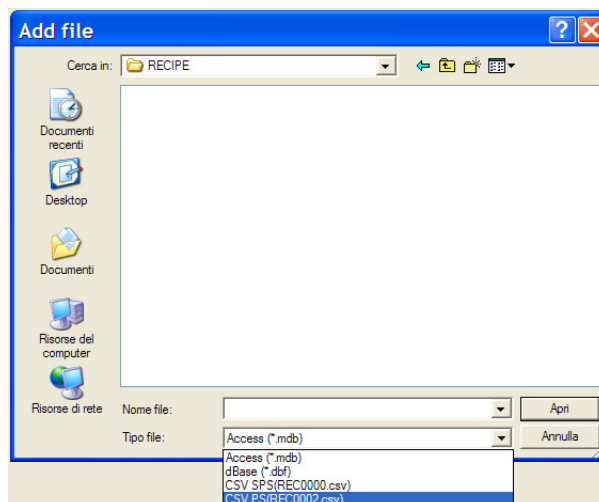 Add file
Cerca in:
RECIPE
Documenti
recenti
Desktop
Documenti
Risorse del
computer
Risorse di rete
Nome file:
Apri
Tipo file:
Access (*.mdb)
Annulla
Access (*.mdb)
dBase (*.dbf)
CSV SPS(REC0000.csv)
CSV PS(REC0002.csv)